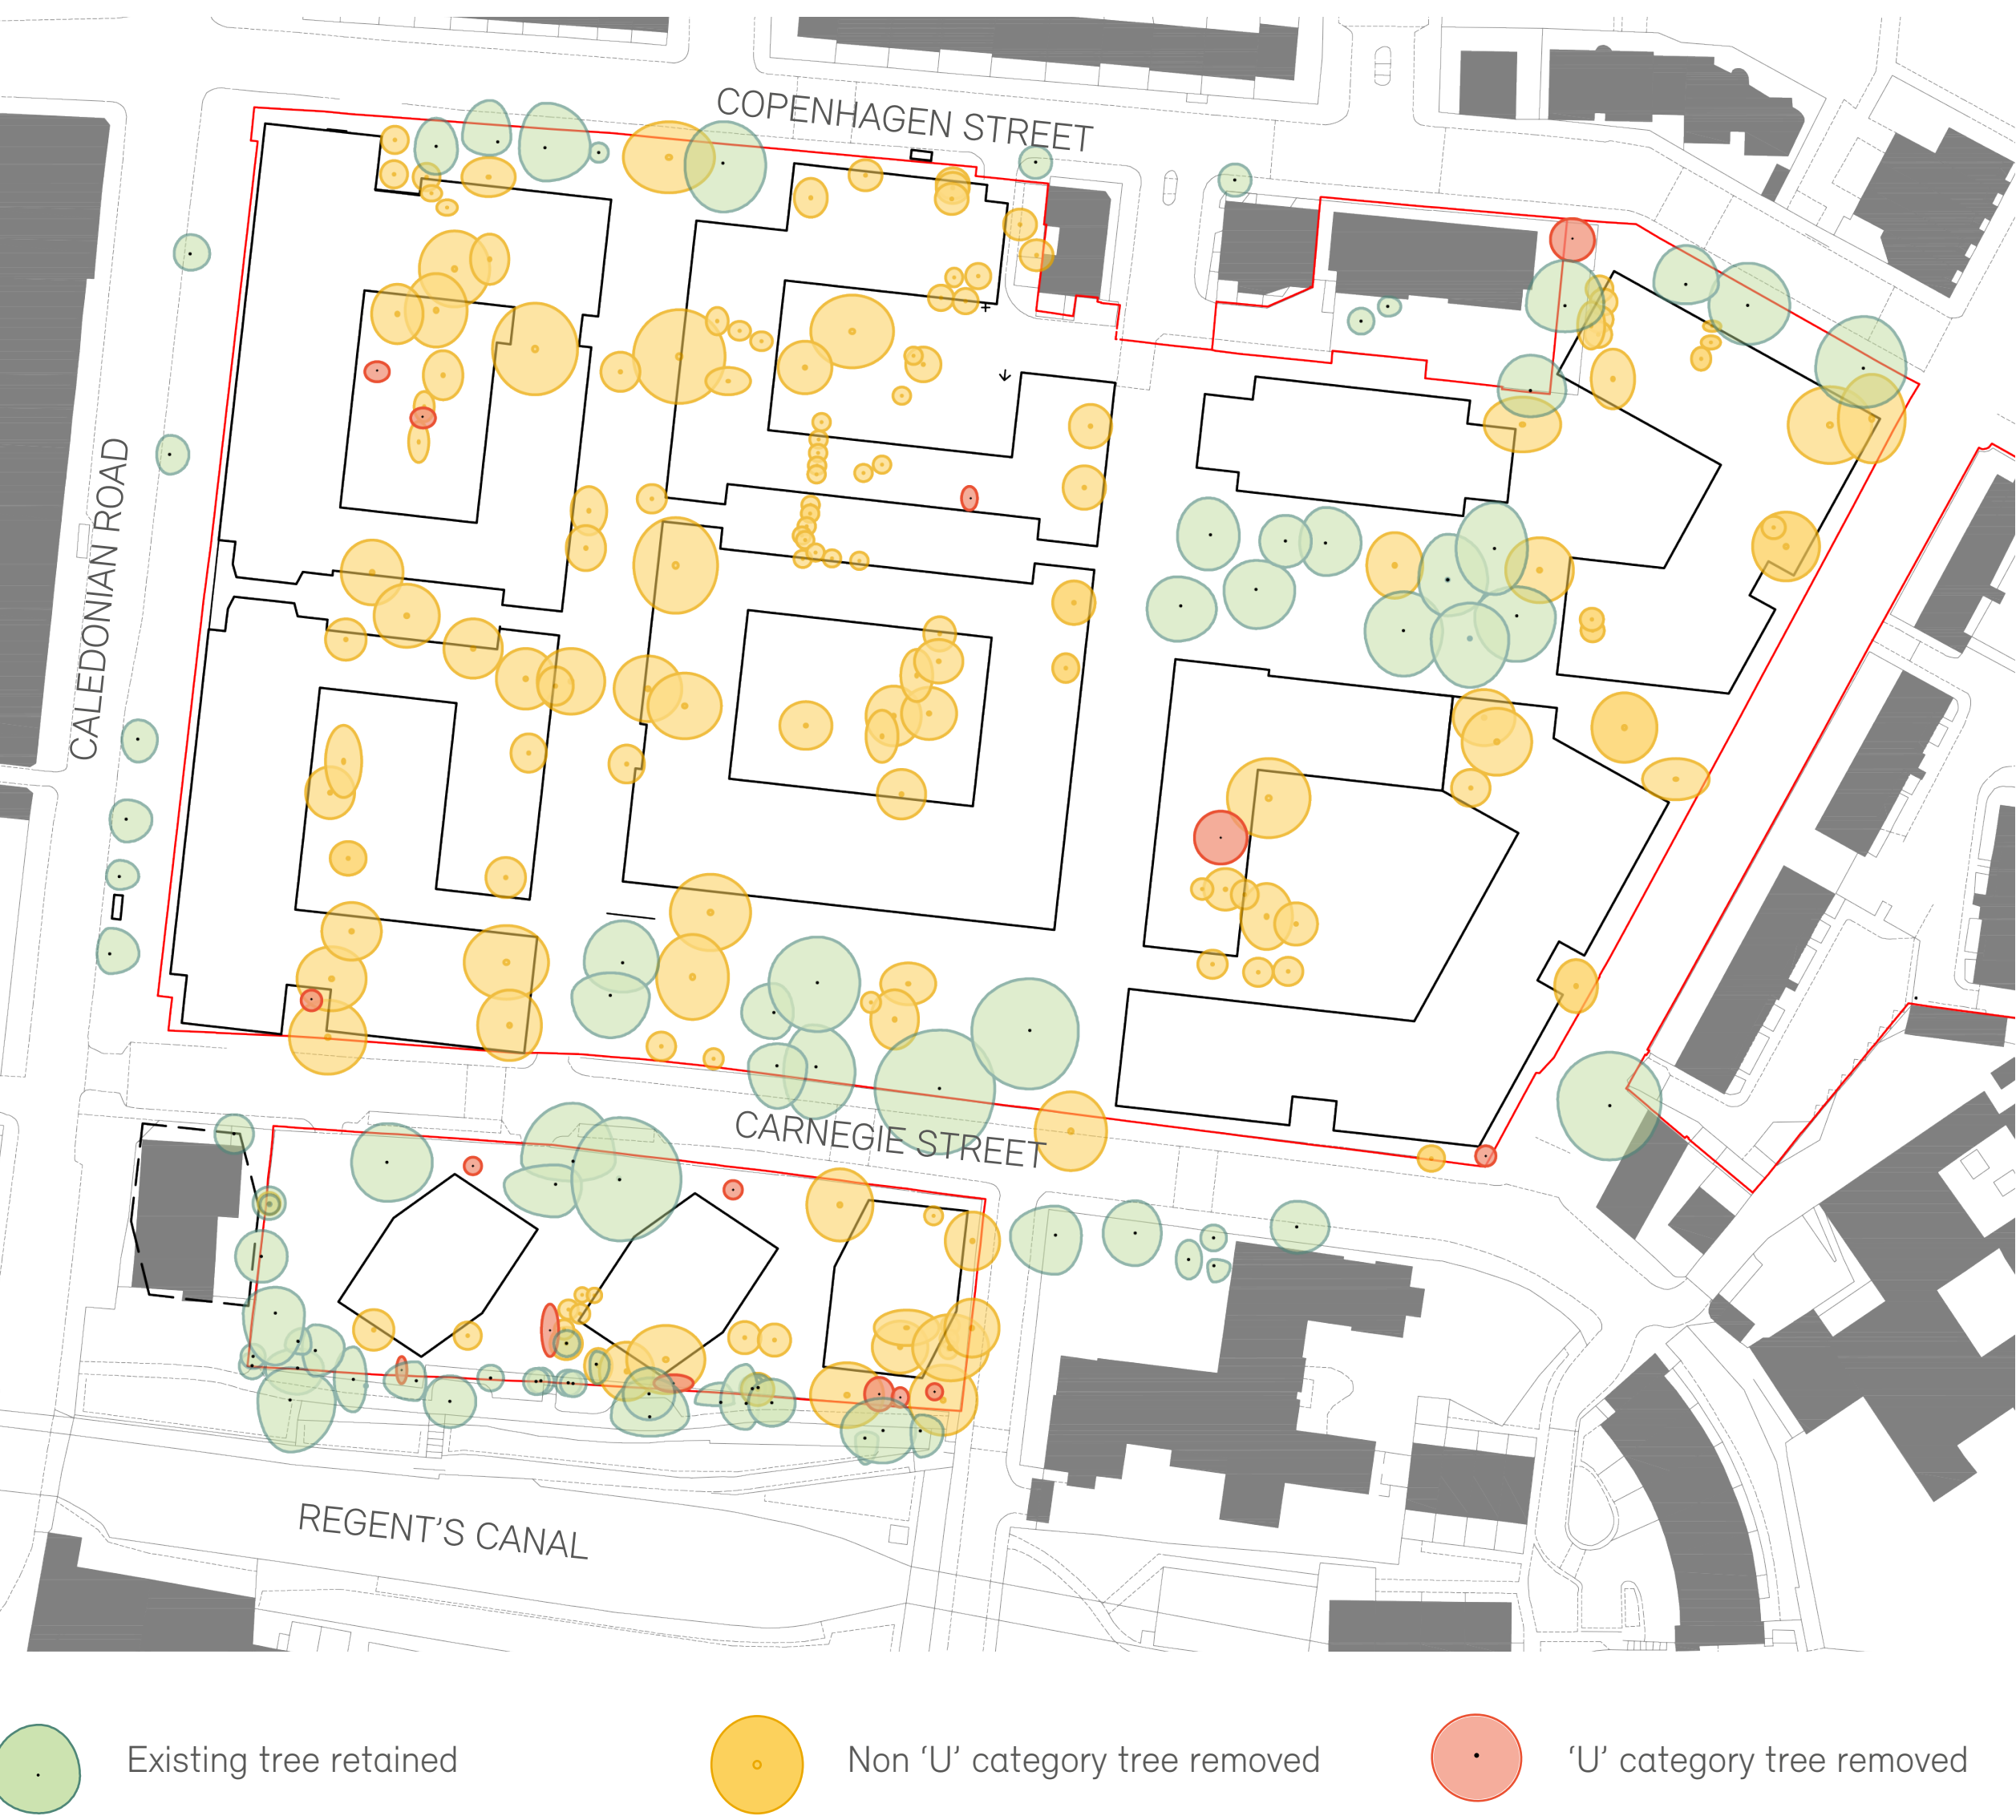 COPENHAGEN STREET
CALEDONIAN ROAD
CARNEGIE STREET
REGENT'S CANAL
Existing tree retained
Non ‘U’ category tree removed
‘U’ category tree removed